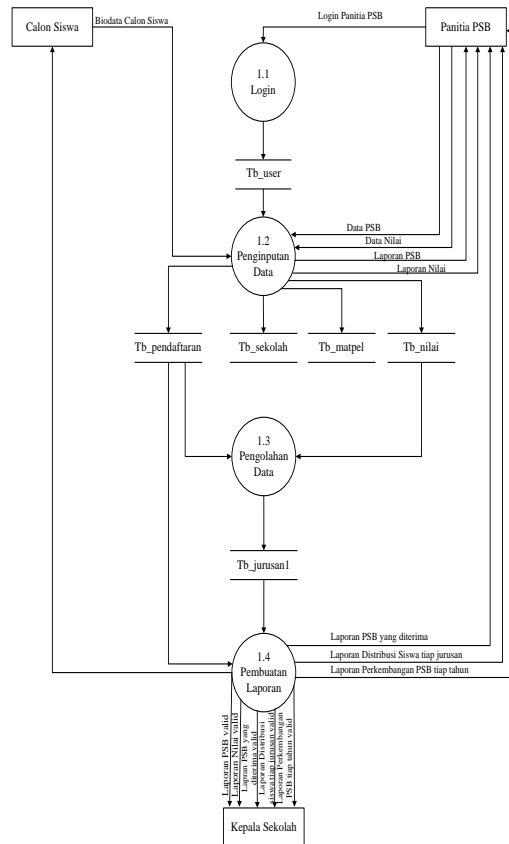 Calon Siswa
Biodata Calon Siswa
Login Panitia PSB
Panitia PSB
1.1
Login
Tb_user
1.2
Penginputan
Data
Data PSB
Data Nilai
Laporan PSB
Laporan Nilai
Tb_pendaftaran
Tb_sekolah
Tb_matpel
Tb_nilai
1.3
Pengolahan
Data
Tb_jurusan1
1.4
Pembuatan
Laporan
Laporan PSB yang diterima
Laporan Distribusi Siswa tiap jurusan
Laporan Perkembangan PSB tiap tahun
Laporan PSB valid
Laporan Nilai valid
Lapran PSB yang
diterima valid
Laporan Distribusi
siswa tiap jurusan valid
Laporan Perkembangan
PSB tiap tahun valid
Kepala Sekolah